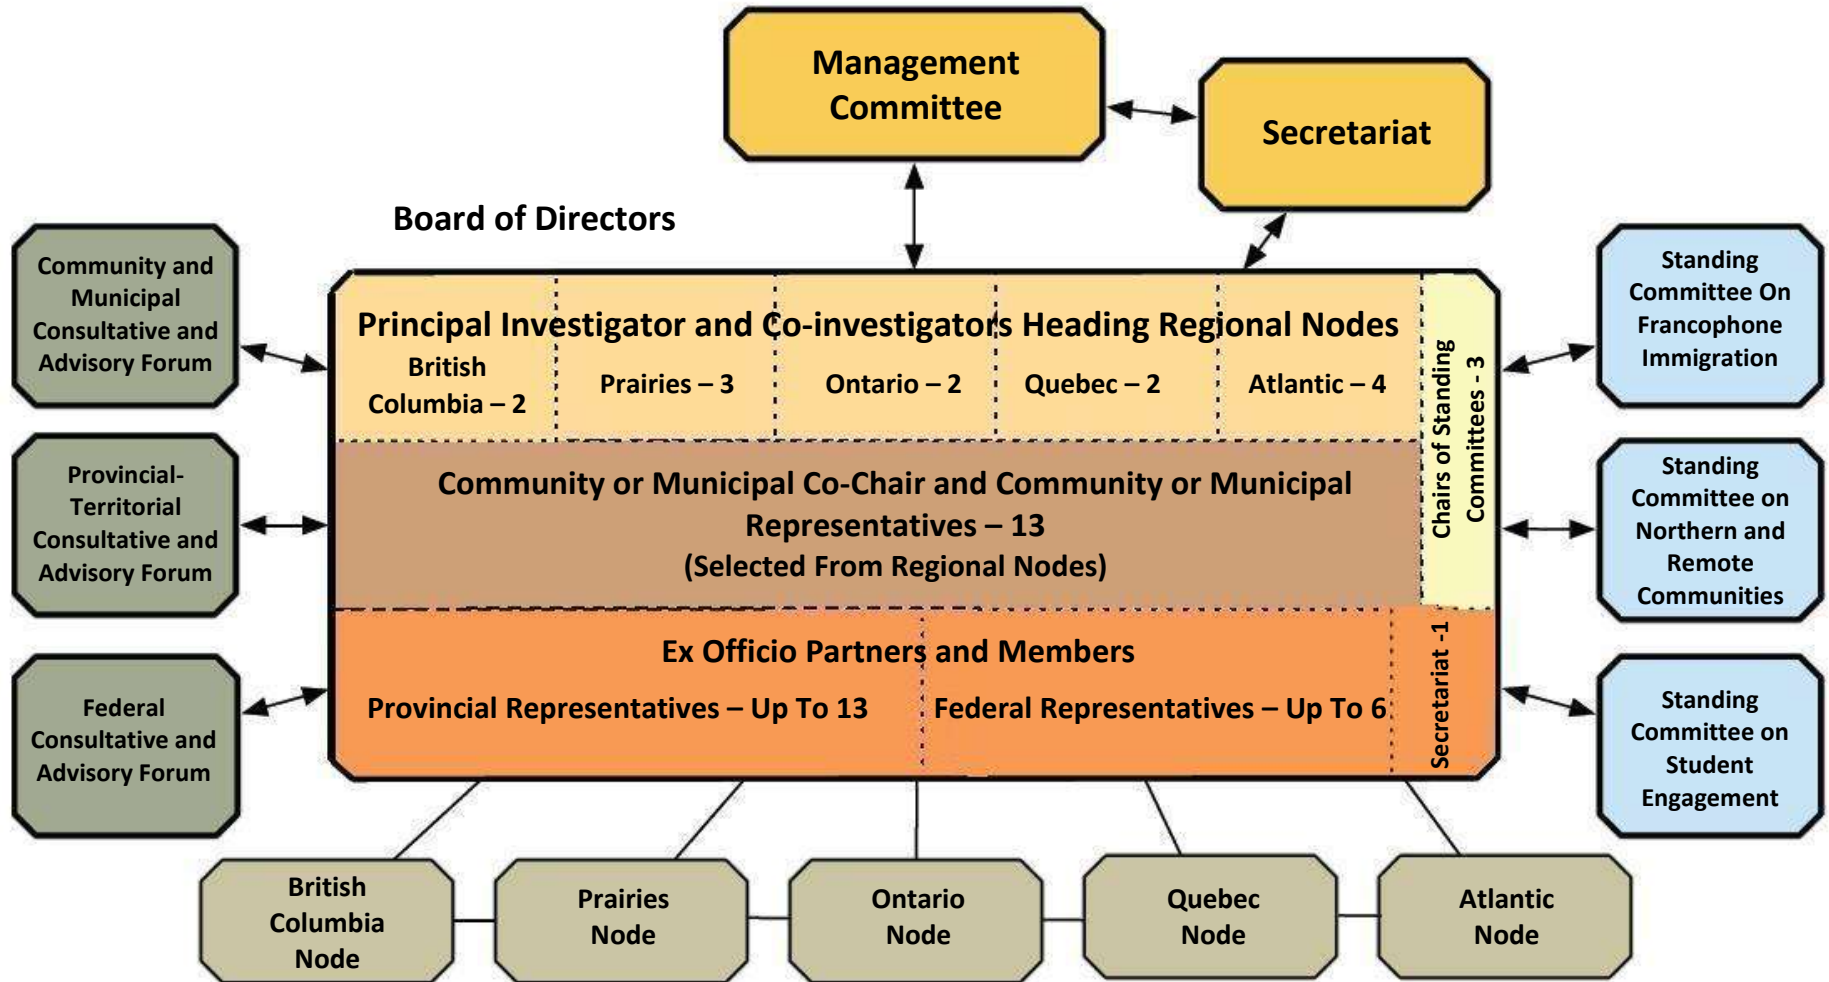 Management
Committee
Secretariat
Board of Directors
Community and
Municipal
Consultative and
Advisory Forum
Provincial-
Territorial
Consultative and
Advisory Forum
Federal
Consultative and
Advisory Forum
Principal Investigator and Co-investigators Heading Regional Nodes
British
Columbia – 2
Prairies – 3
Ontario – 2
Quebec – 2
Atlantic – 4
Chairs of Standing
Committees - 3
Community or Municipal Co-Chair and Community or Municipal
Representatives – 13
(Selected From Regional Nodes)
Ex Officio Partners and Members
Provincial Representatives – Up To 13
Federal Representatives – Up To 6
Secretariat -1
Standing
Committee On
Francophone
Immigration
Standing
Committee on
Northern and
Remote
Communities
Standing
Committee on
Student
Engagement
British
Columbia
Node
Prairies
Node
Ontario
Node
Quebec
Node
Atlantic
Node